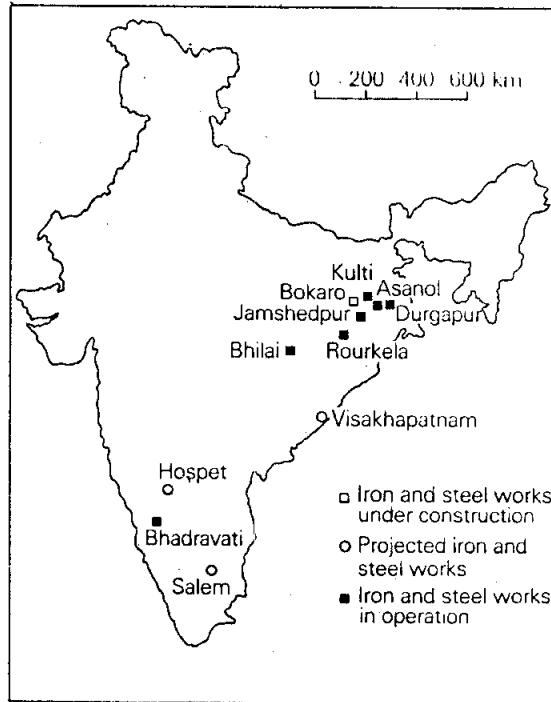 0 200 400 600 km
Kulti
Bokaro
Asanol
Jamshedpur
Durgapur
Bhilai
Rourkela
Visakhapatnam
Hospet
Bhadravati
Salem
Iron and steel works
under construction
Projected iron and
steel works
Iron and steel works
in operation